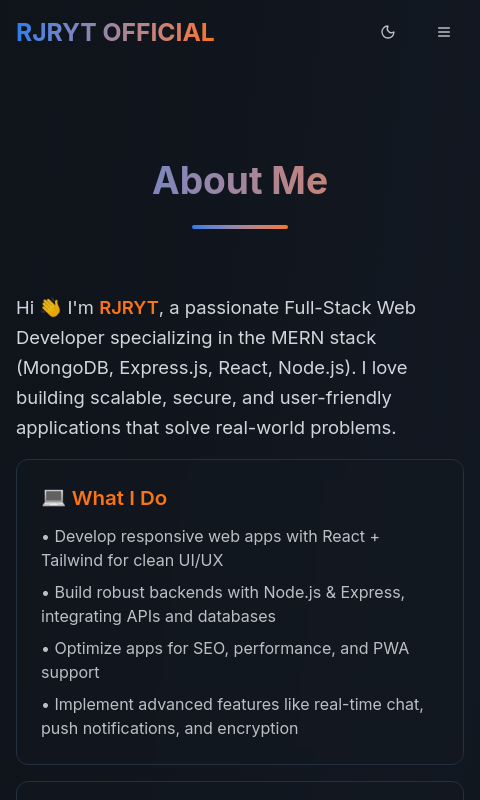 RJRYT OFFICIAL
About Me
Hi 👋 I'm RJRYT, a passionate Full-Stack Web
Developer specializing in the MERN stack
(MongoDB, Express.js, React, Node.js). I love
building scalable, secure, and user-friendly
applications that solve real-world problems.
💻 What I Do
• Develop responsive web apps with React +
Tailwind for clean UI/UX
• Build robust backends with Node.js & Express,
integrating APIs and databases
• Optimize apps for SEO, performance, and PWA
support
• Implement advanced features like real-time chat,
push notifications, and encryption